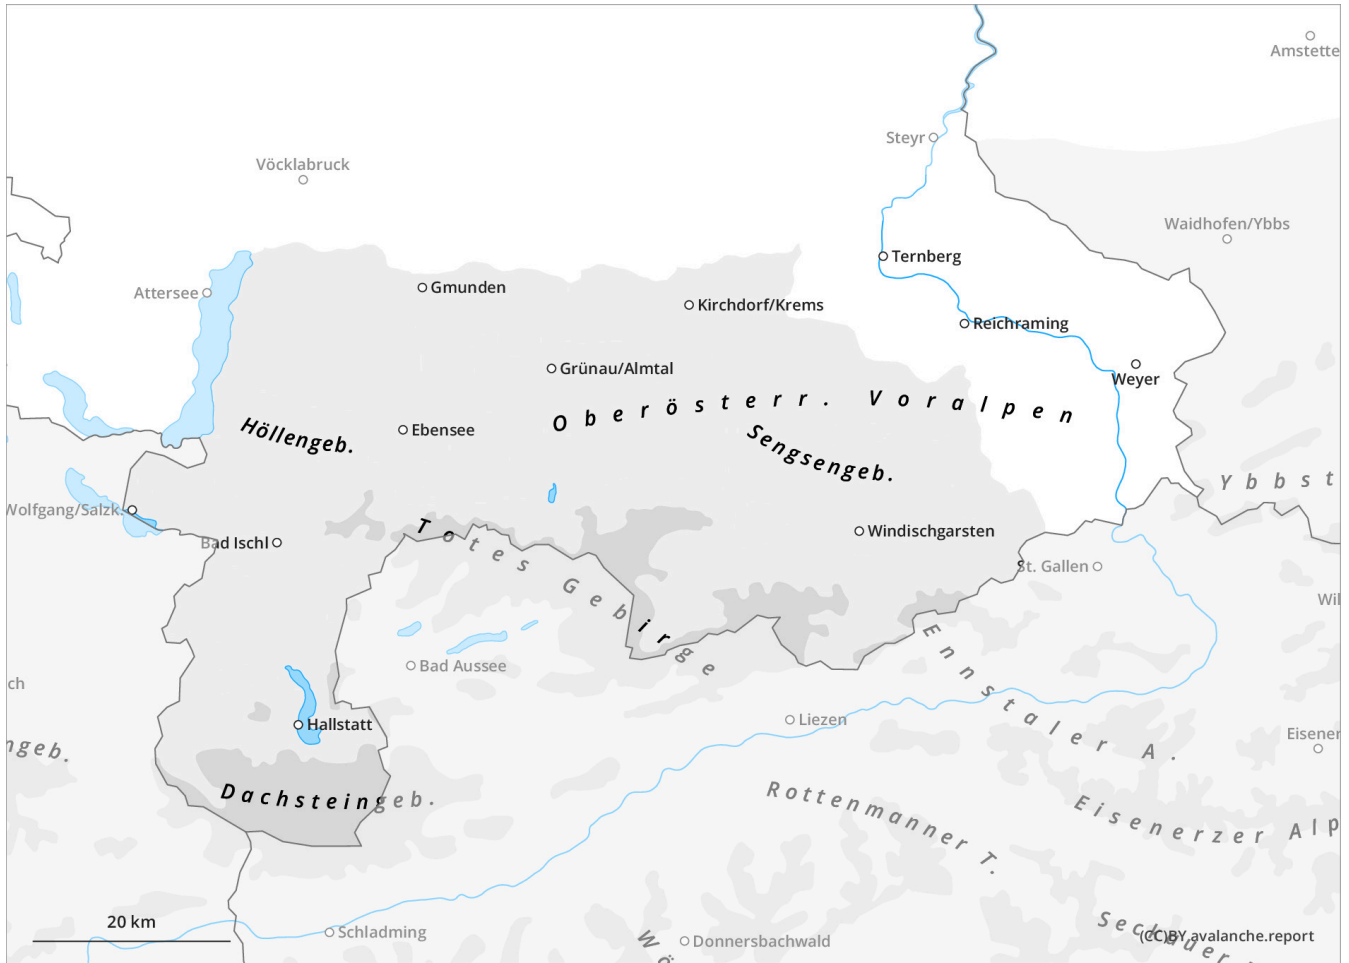 Amstette
Steyr
Vöcklabruck
Waidhofen/Ybbs
Ternberg
Attersee
Gmunden
Kirchdorf/Krems
Reichraming
Grünau/Almtal
Weyer
Oberösterr. Voralpen
Höllengeb.
Ebensee
Sengsengeb.
Ybbst
Wolfgang/Salzk.
Totes Gebirge
Windischgarsten
Bad Ischl
St. Gallen
Wil
Ennstaler A.
Bad Aussee
ch
Hallstatt
Liezen
Eisener
ngeb.
Dachsteingeb.
Rottenmanner T.
Eisenerzer Alp
20 km
Schladming
Donnersbachwald
Wö
Seckauer
(CC)BY avalanche.report